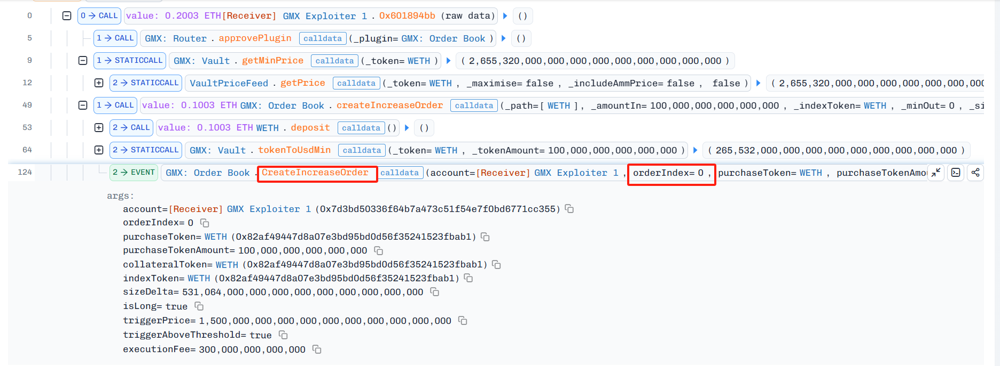 0 0 → CALL value: 0.2003 ETH[Receiver] GMX Exploiter 1 . 0x601894bb (raw data) ()
5 1 → CALL GMX: Router . approvePlugin calldata (_plugin= GMX: Order Book ) ()
9 1 → STATICCALL GMX: Vault . getMinPrice calldata (_token= WETH ) ( 2,655,320,000,000,000,000,000,000,000,000,000 )
12 2 → STATICCALL VaultPriceFeed . getPrice calldata (_token= WETH , _maximise= false , _includeAmmPrice= false , false ) ( 2,655,320,000,000,000,000,000,000,000,000,00
49 1 → CALL value: 0.1003 ETH GMX: Order Book . createIncreaseOrder calldata (_path=[ WETH ], _amountIn= 100,000,000,000,000,000 , _indexToken= WETH , _minOut= 0 , _si
53 2 → CALL value: 0.1003 ETH WETH . deposit calldata () ()
64 2 → STATICCALL GMX: Vault . tokenToUsdMin calldata (_token= WETH , _tokenAmount= 100,000,000,000,000,000 ) ( 265,532,000,000,000,000,000,000,000,000,000 )
124 2 → EVENT GMX: Order Book . CreateIncreaseOrder calldata (account=[Receiver] GMX Exploiter 1 , orderIndex= 0 , purchaseToken= WETH , purchaseTokenAmou
args:
account=[Receiver] GMX Exploiter 1 (0x7d3bd50336f64b7a473c51f54e7f0bd6771cc355)
orderIndex= 0
purchaseToken= WETH (0x82af49447d8a07e3bd95bd0d56f35241523fbab1)
purchaseTokenAmount= 100,000,000,000,000,000
collateralToken= WETH (0x82af49447d8a07e3bd95bd0d56f35241523fbab1)
indexToken= WETH (0x82af49447d8a07e3bd95bd0d56f35241523fbab1)
sizeDelta= 531,064,000,000,000,000,000,000,000,000,000
isLong= true
triggerPrice= 1,500,000,000,000,000,000,000,000,000,000,000
triggerAboveThreshold= true
executionFee= 300,000,000,000,000